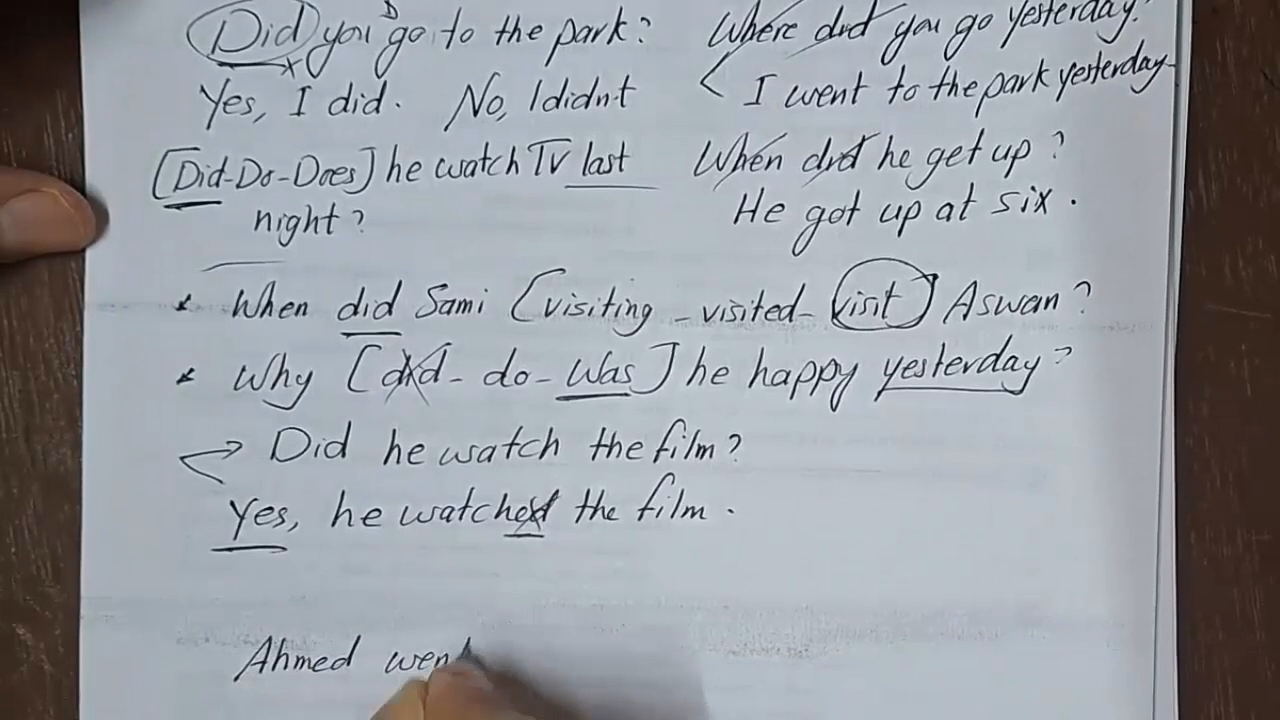 Did you go to the park?
Yes, I did. No, I didnt
[Did-Do-Does] he watch TV last
night?
Where did you go yesterday?
I went to the park yesterday
When did he get up?
He got up at six.
* When did Sami [visiting - visited - visit] Aswan?
* Why [did - do - was] he happy yesterday?
Did he watch the film?
Yes, he watched the film.
Ahmed went